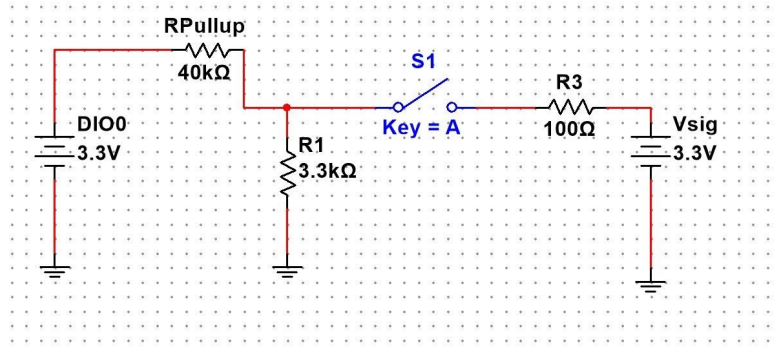 RPullup
40kΩ
S1
R3
DIO0
3.3V
R1
3.3kΩ
Key = A
100Ω
Vsig
3.3V